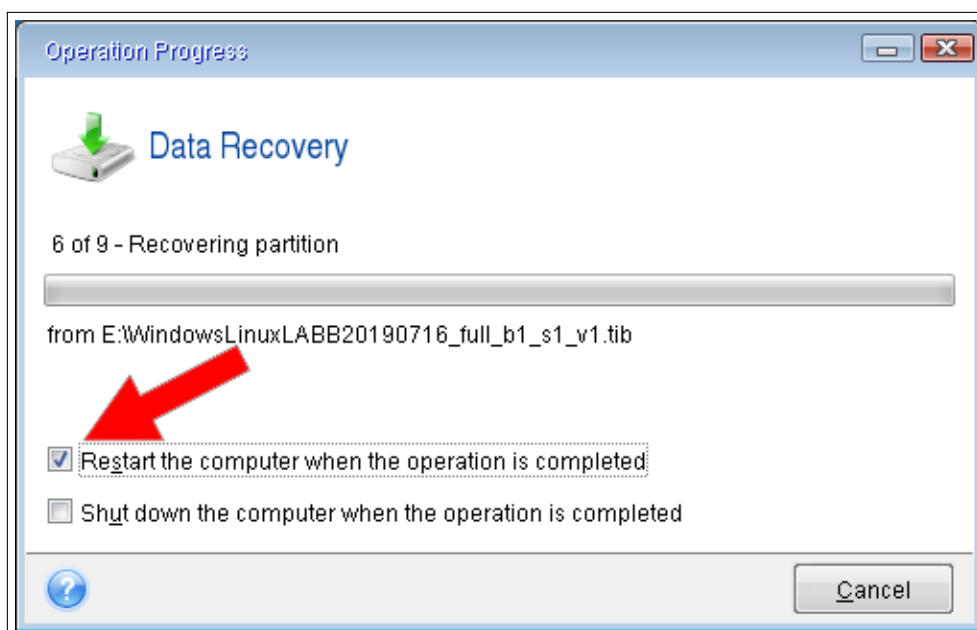 Operation Progress
Data Recovery
6 of 9 - Recovering partition
from E:\WindowsLinuxLABB20190716_full_b1_s1_v1.tib
Restart the computer when the operation is completed
Shut down the computer when the operation is completed
?
Cancel